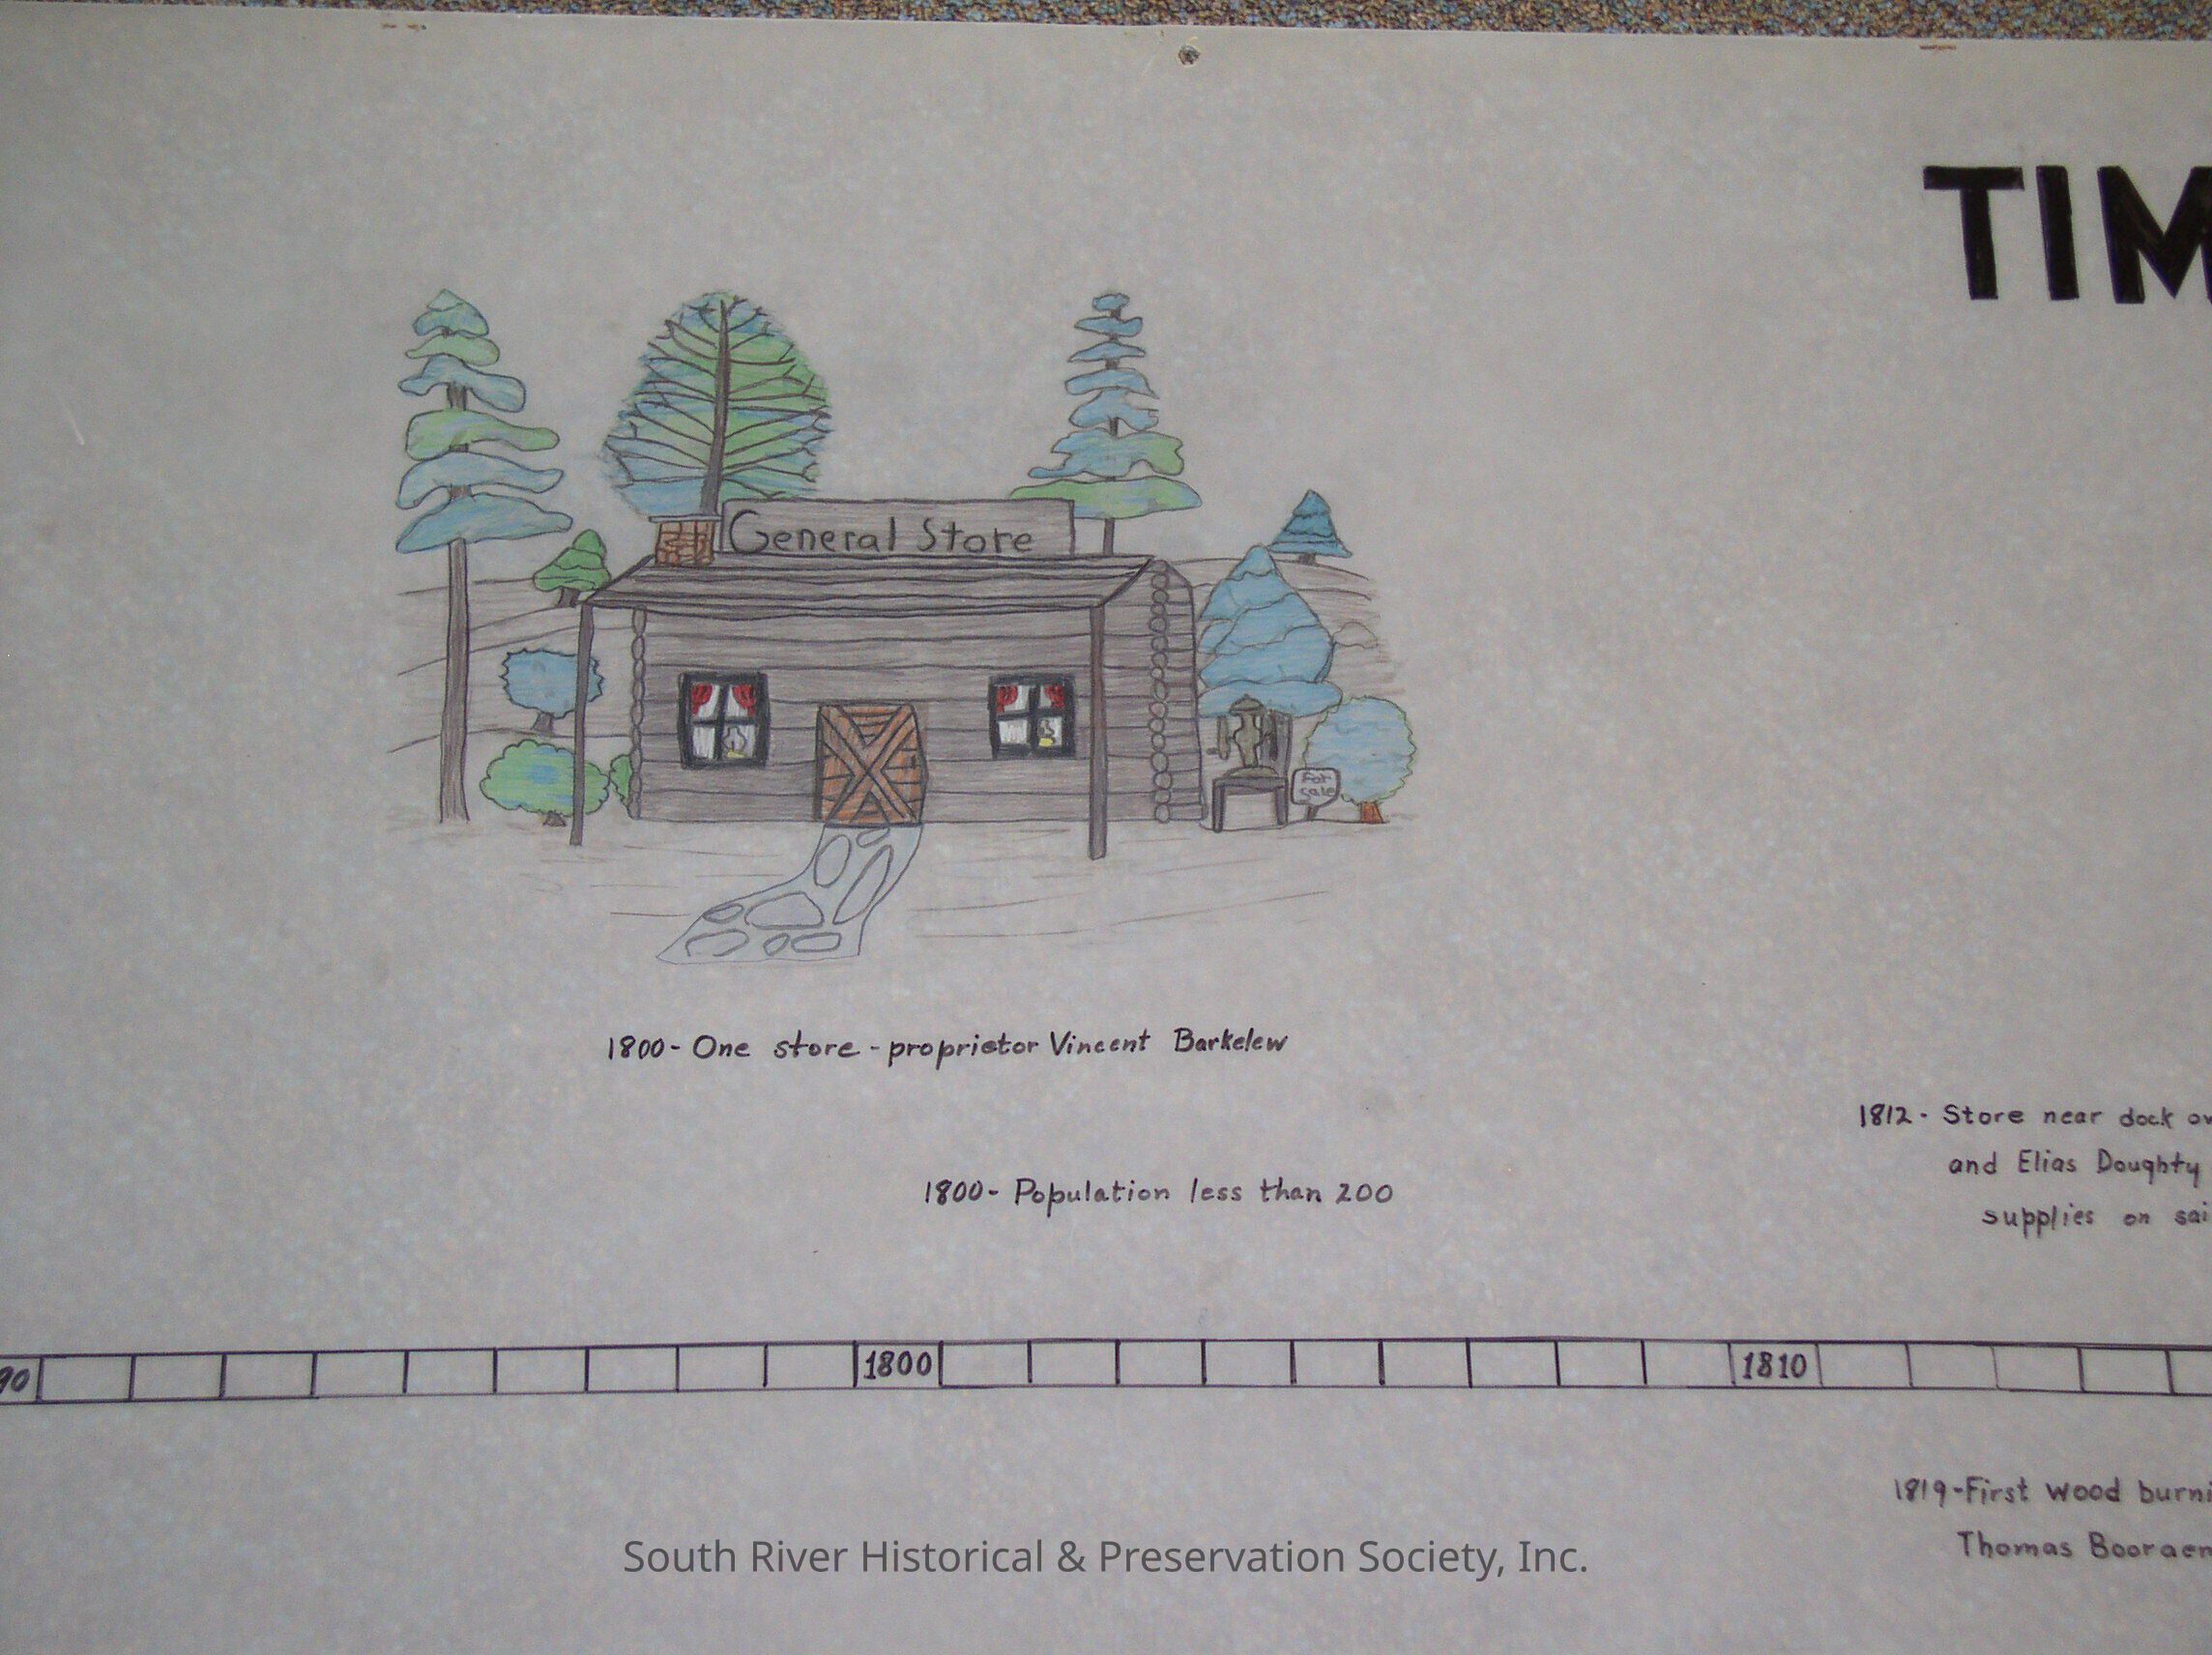 TIM
General Store
For
Sale
1800- One store - proprietor Vincent Barkelew
1812- Store near dock
and Elias Doughty
1800- Population less than 200
supplies on
90 1800 1810
1819-First wood
Thomas
South River Historical & Preservation Society, Inc.